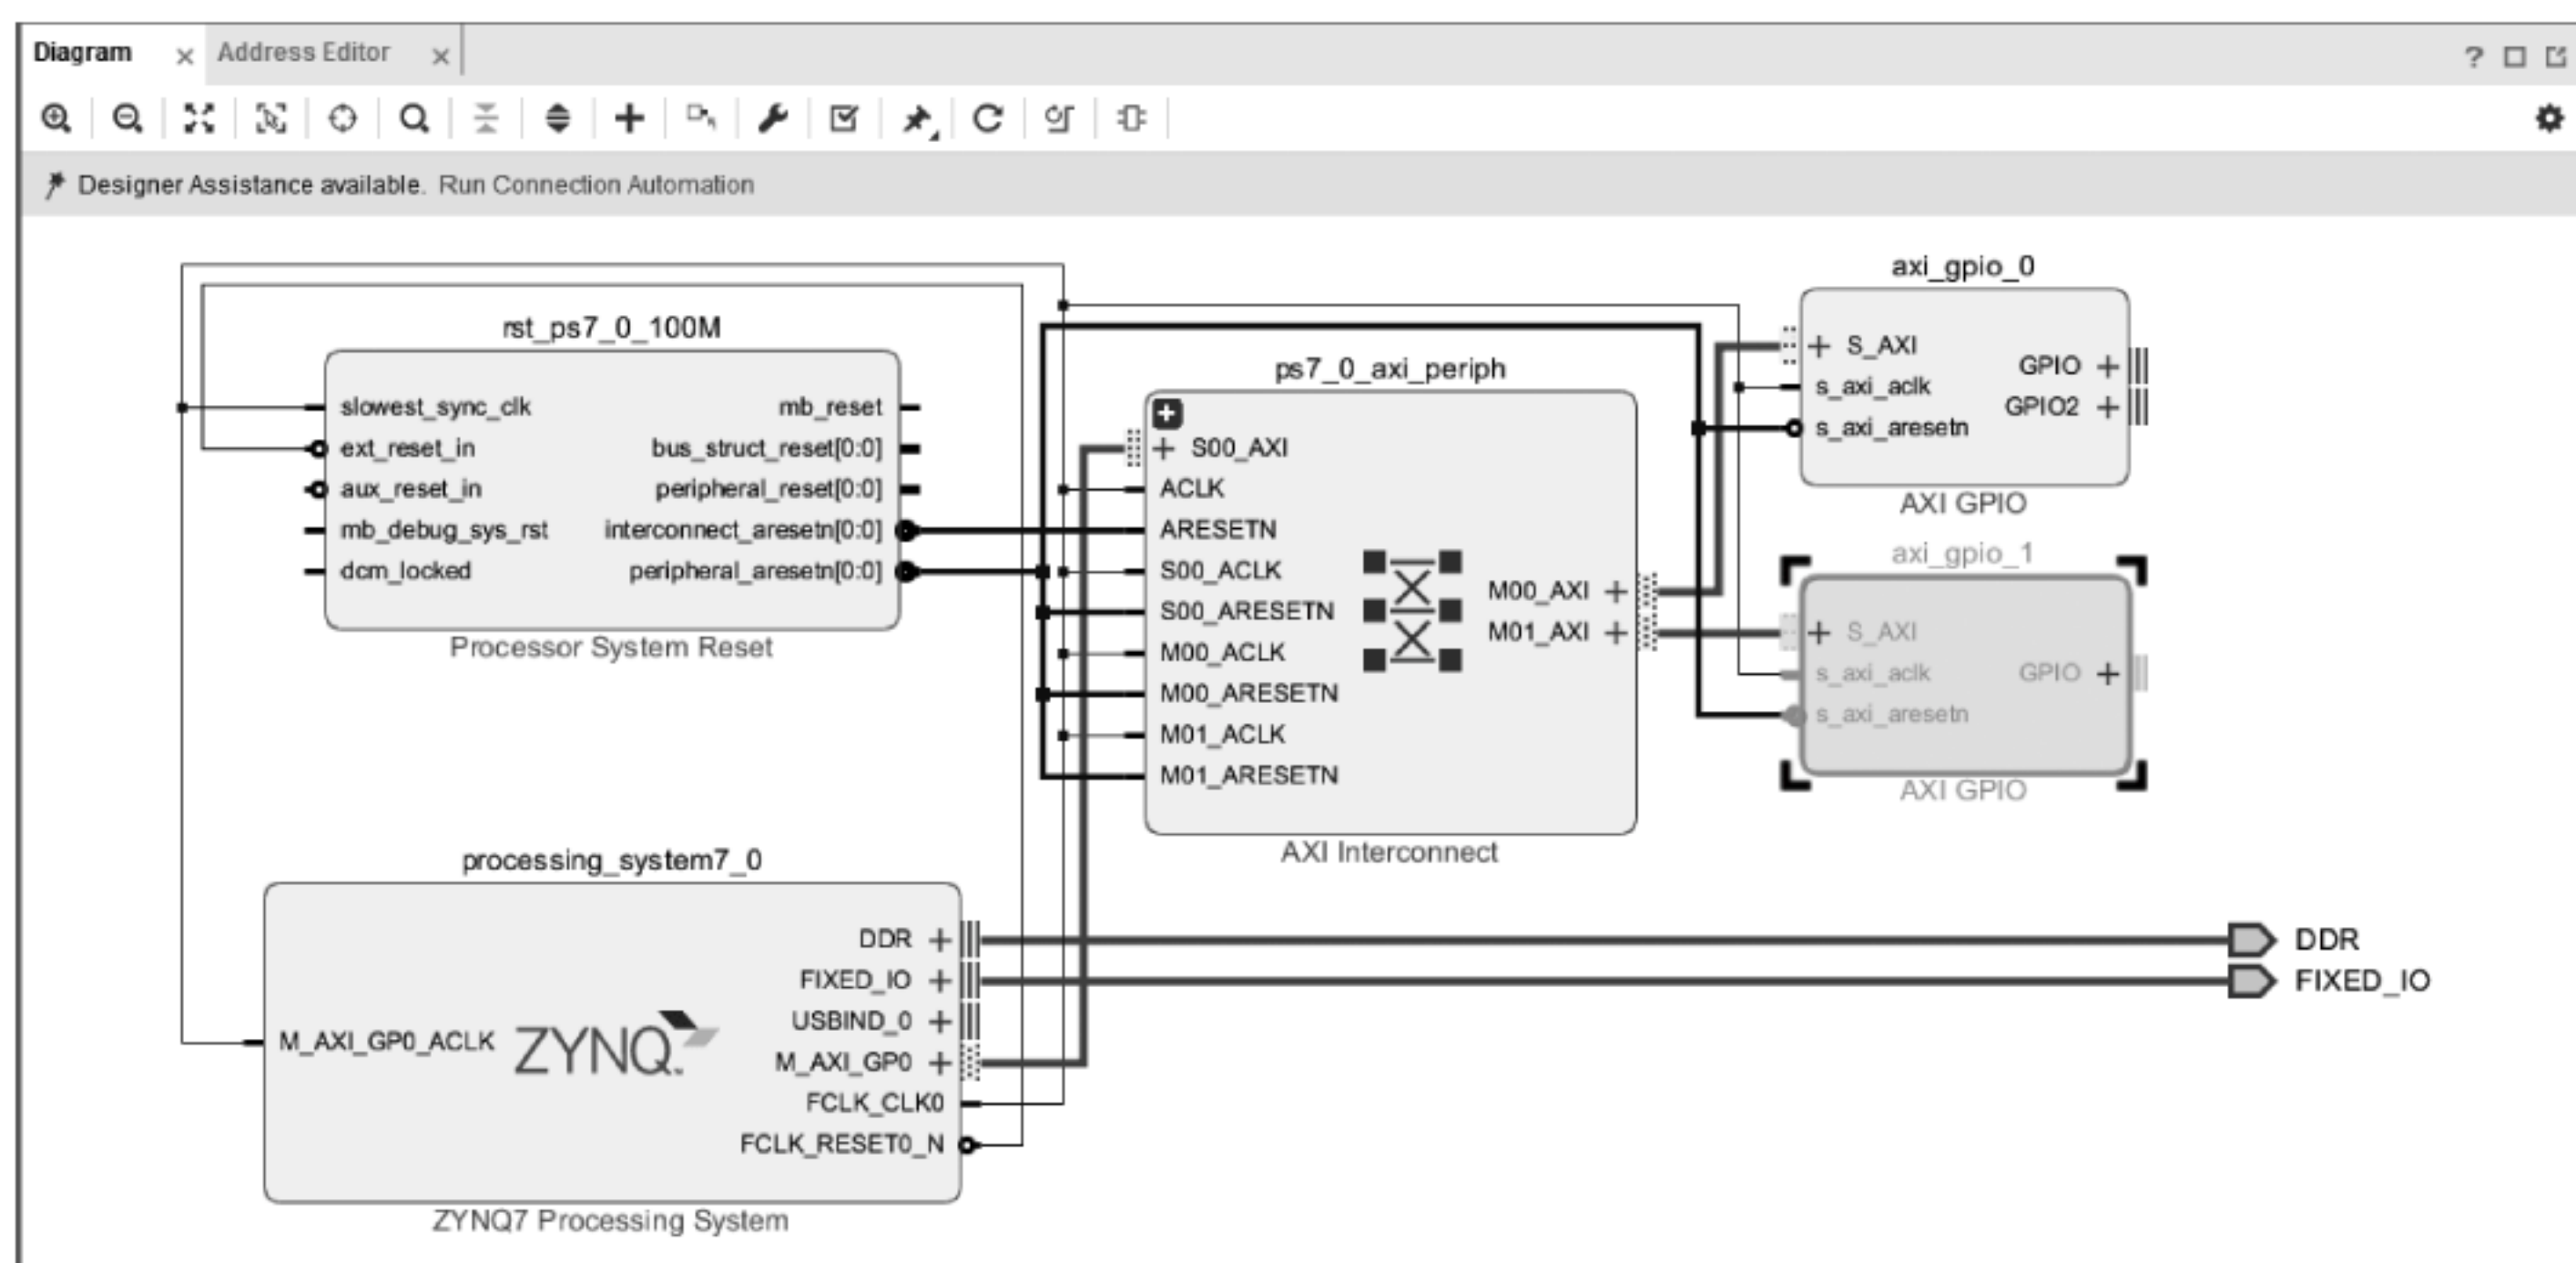 Diagram × Address Editor ×
Designer Assistance available. Run Connection Automation
rst_ps7_0_100M
slowest_sync_clk
ext_reset_in
aux_reset_in
mb_debug_sys_rst
dcm_locked
mb_reset
bus_struct_reset[0:0]
peripheral_reset[0:0]
interconnect_aresetn[0:0]
peripheral_aresetn[0:0]
Processor System Reset
ps7_0_axi_periph
S00_AXI
ACLK
ARESETN
S00_ACLK
S00_ARESETN
M00_ACLK
M00_ARESETN
M01_ACLK
M01_ARESETN
M00_AXI
M01_AXI
AXI Interconnect
axi_gpio_0
S_AXI
s_axi_aclk
s_axi_aresetn
GPIO
GPIO2
AXI GPIO
axi_gpio_1
S_AXI
s_axi_aclk
s_axi_aresetn
GPIO
AXI GPIO
processing_system7_0
M_AXI_GP0_ACLK
ZYNQ
DDR
FIXED_IO
USBIND_0
M_AXI_GP0
FCLK_CLK0
FCLK_RESET0_N
ZYNQ7 Processing System
DDR
FIXED_IO